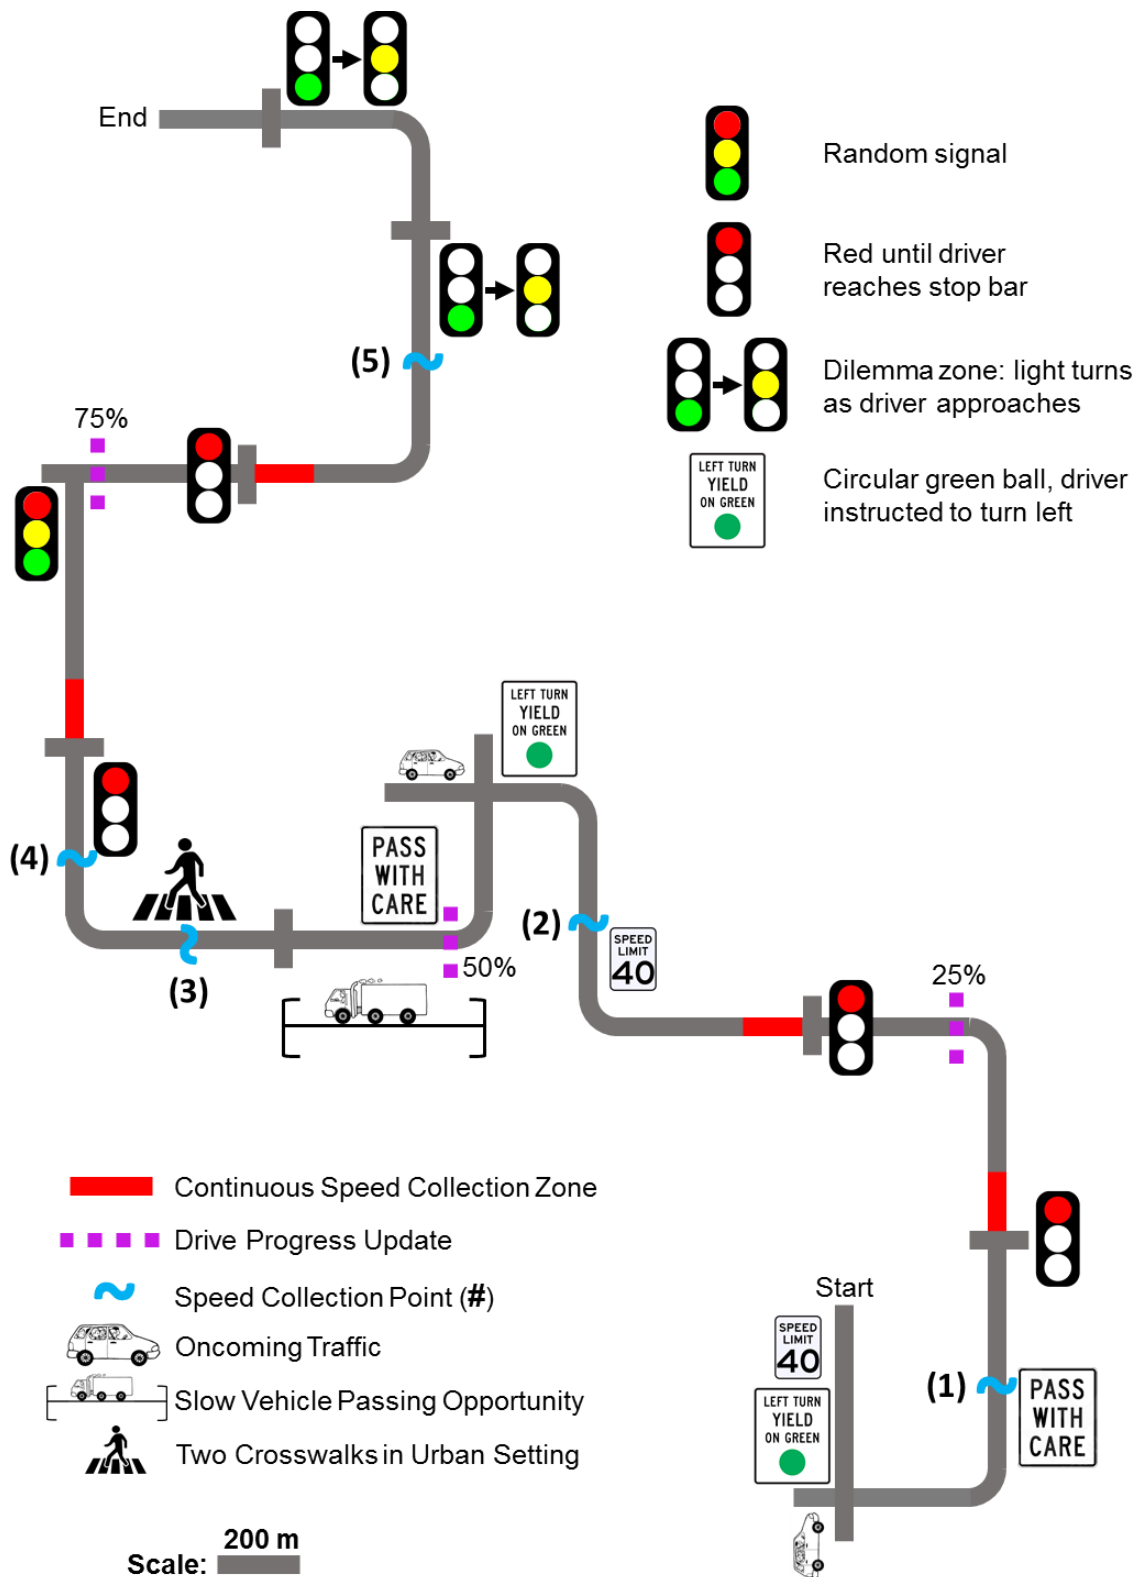 End
Random signal
Red until driver
reaches stop bar
(5)
Dilemma zone: light turns
as driver approaches
75%
LEFT TURN
YIELD
ON GREEN
Circular green ball, driver
instructed to turn left
LEFT TURN
YIELD
ON GREEN
PASS
WITH
CARE
(4)
(2)
SPEED
LIMIT
40
50%
25%
(3)
Continuous Speed Collection Zone
Drive Progress Update
Speed Collection Point (#)
Oncoming Traffic
Slow Vehicle Passing Opportunity
Two Crosswalks in Urban Setting
Start
SPEED
LIMIT
40
(1)
PASS
WITH
CARE
LEFT TURN
YIELD
ON GREEN
200 m
Scale: